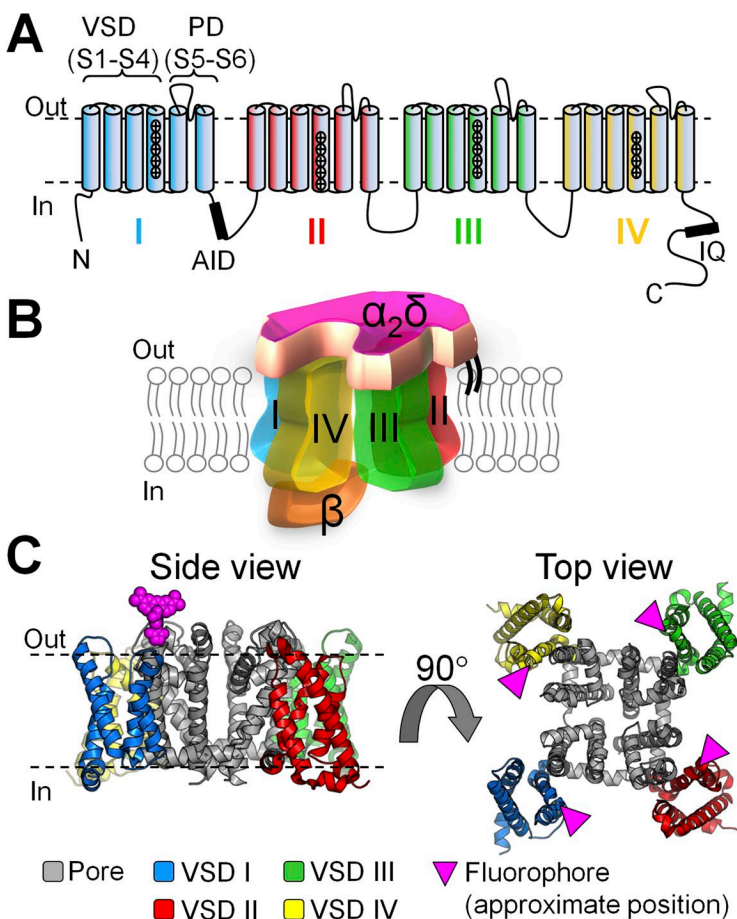 A
VSD PD
(S1-S4) (S5-S6)
Out
In
N
I
AID
II
III
IV
IQ
C
B
α₂δ
Out
I
IV
III
II
In
β
C
Side view
Top view
Out
90°
In
Pore
VSD I
VSD III
Fluorophore
VSD II
VSD IV
(approximate position)